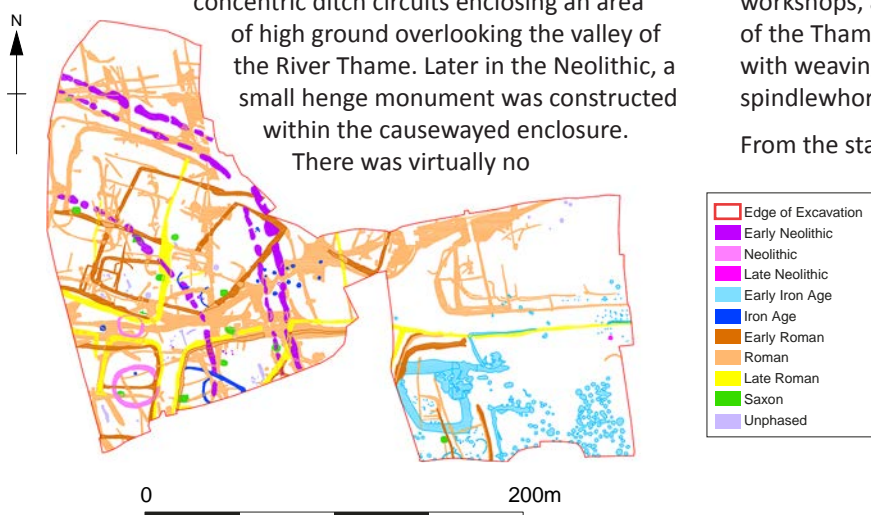 concentric ditch circuits enclosing an area
of high ground overlooking the valley of
the River Thame. Later in the Neolithic, a
small henge monument was constructed
within the causewayed enclosure.
There was virtually no
workshops,
of the Tham
with weavin
spindlewhor
From the sta
N
Edge of Excavation
Early Neolithic
Neolithic
Late Neolithic
Early Iron Age
Iron Age
Early Roman
Roman
Late Roman
Saxon
Unphased
0
200m